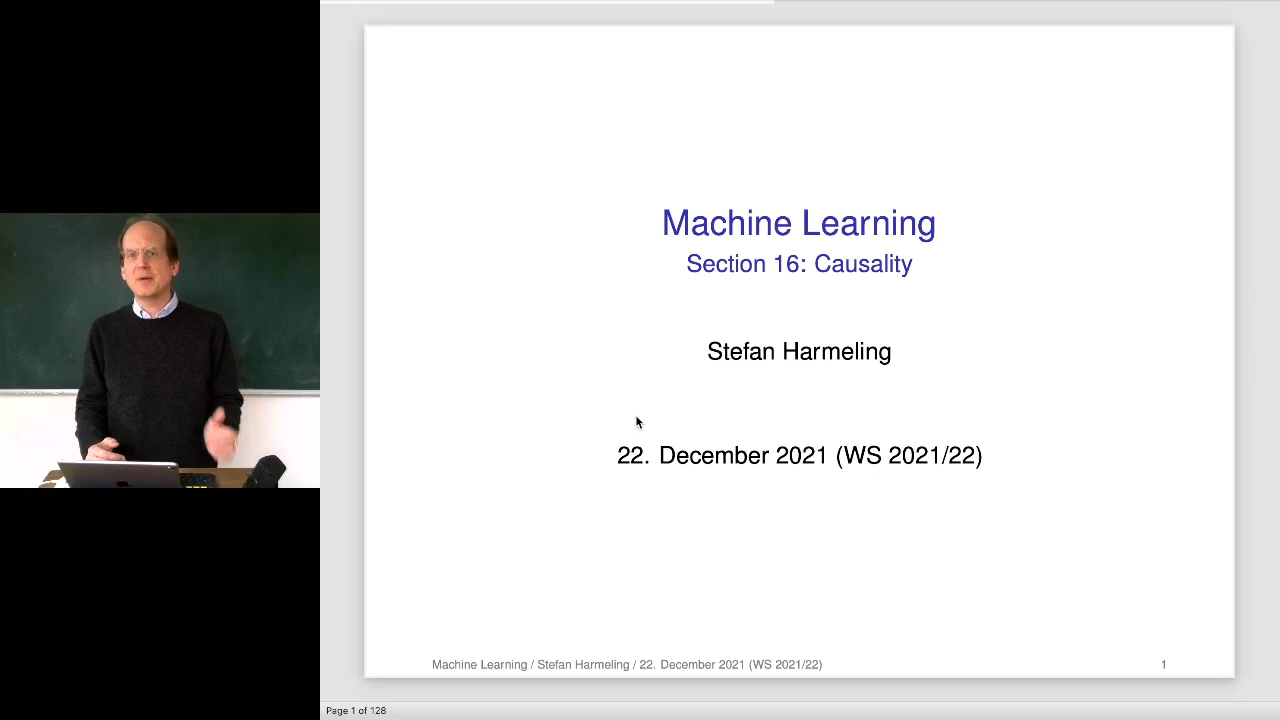 Machine Learning
Section 16: Causality
Stefan Harmeling
22. December 2021 (WS 2021/22)
Machine Learning / Stefan Harmeling / 22. December 2021 (WS 2021/22)
1
Page 1 of 128